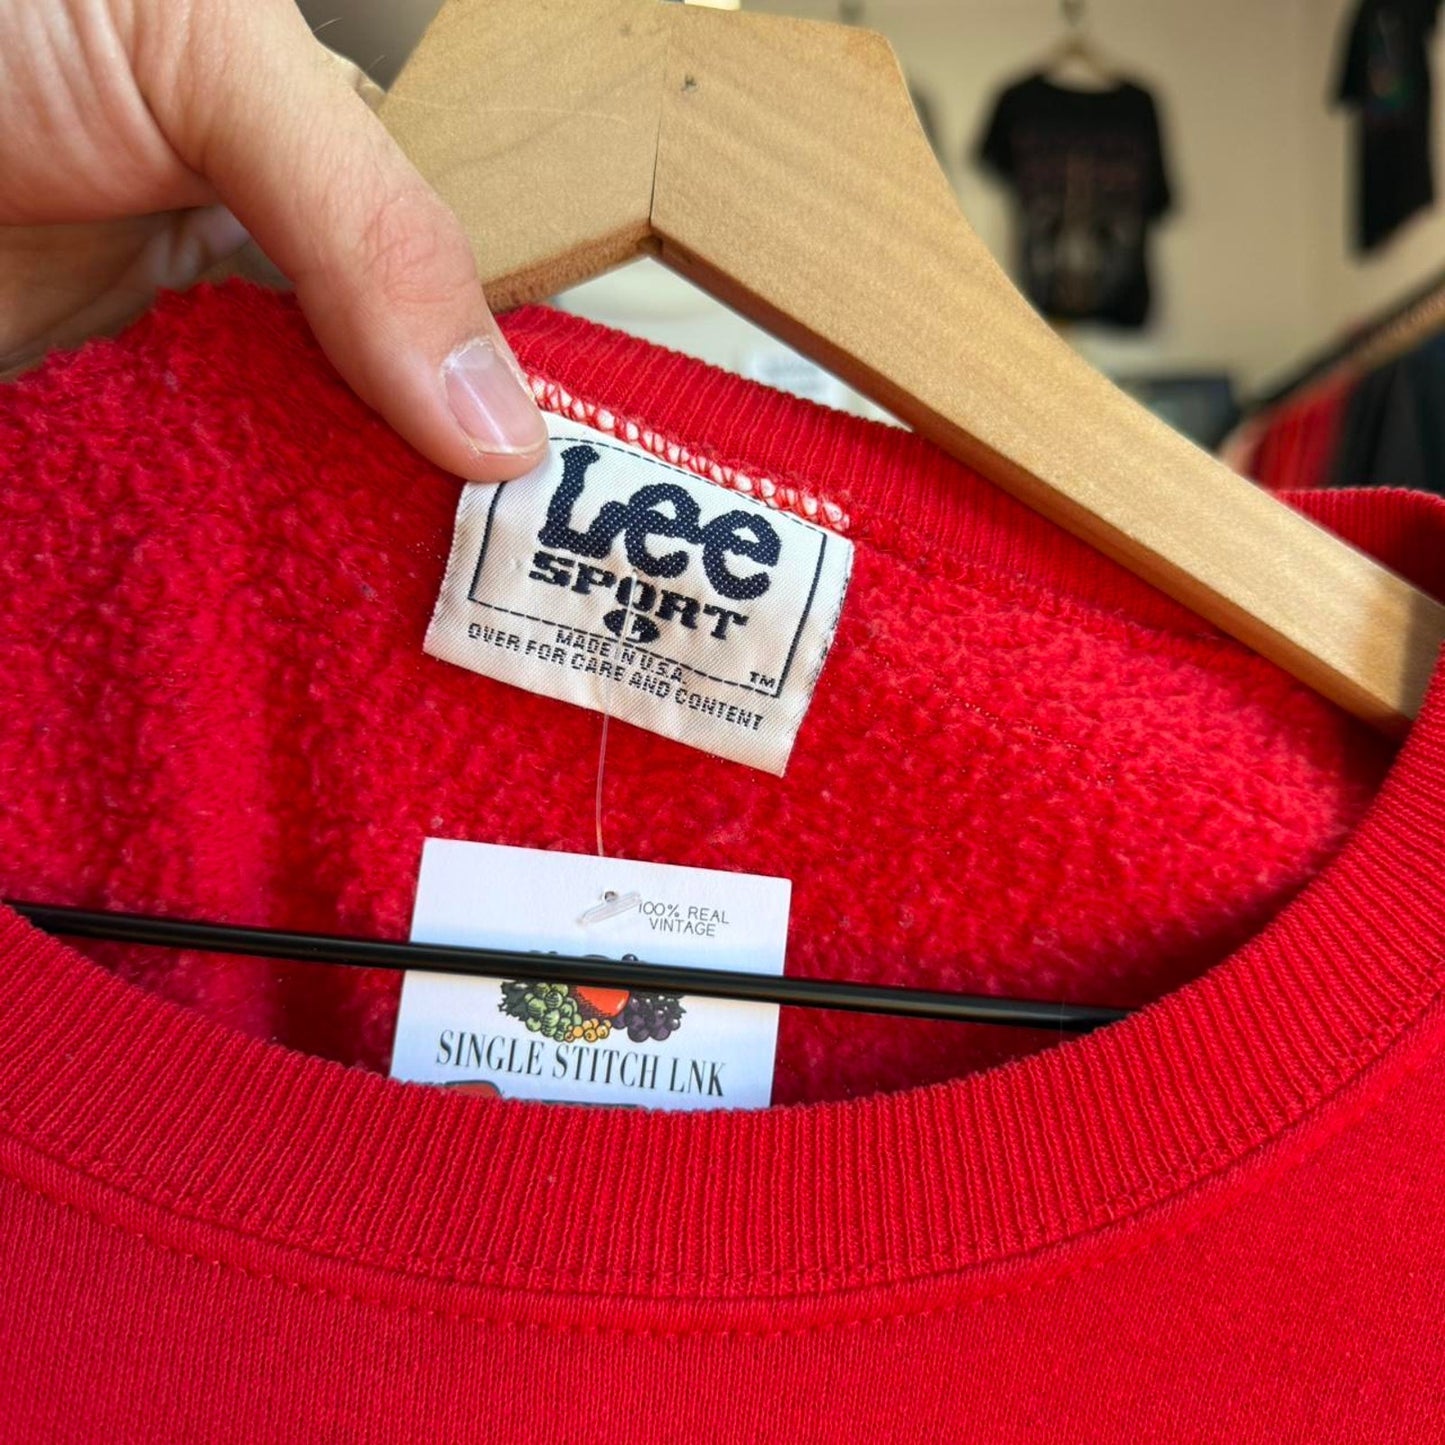 Lee
SPORT
MADE IN U.S.A.
TM
OVER FOR CARE AND CONTENT
100% REAL
VINTAGE
SINGLE STITCH LNK